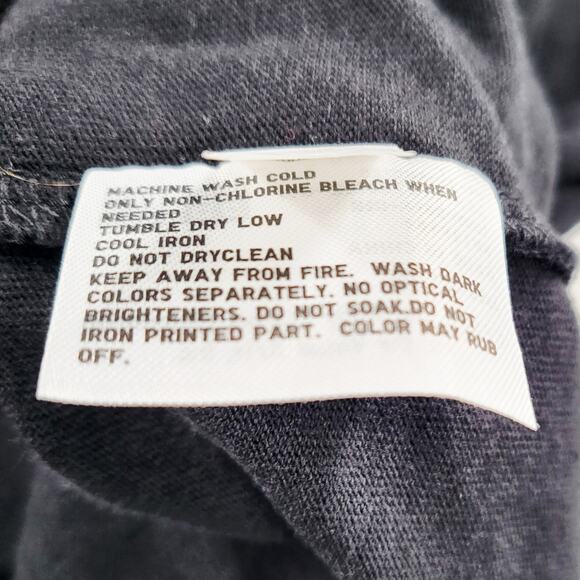 MACHINE WASH COLD
ONLY NON-CHLORINE BLEACH WHEN
NEEDED
TUMBLE DRY LOW
COOL IRON
DO NOT DRYCLEAN
KEEP AWAY FROM FIRE. WASH DARK
COLORS SEPARATELY. NO OPTICAL
BRIGHTENERS. DO NOT SOAK.DO NOT
IRON PRINTED PART. COLOR MAY RUB
OFF.